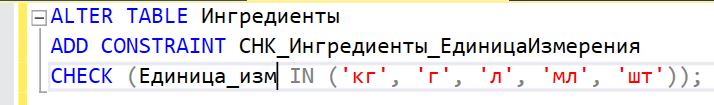 ALTER TABLE Ингредиенты
ADD CONSTRAINT CHK_Ингредиенты_ЕдиницаИзмерения
CHECK (Единица_изм IN ('кг', 'г', 'л', 'мл', 'шт'));